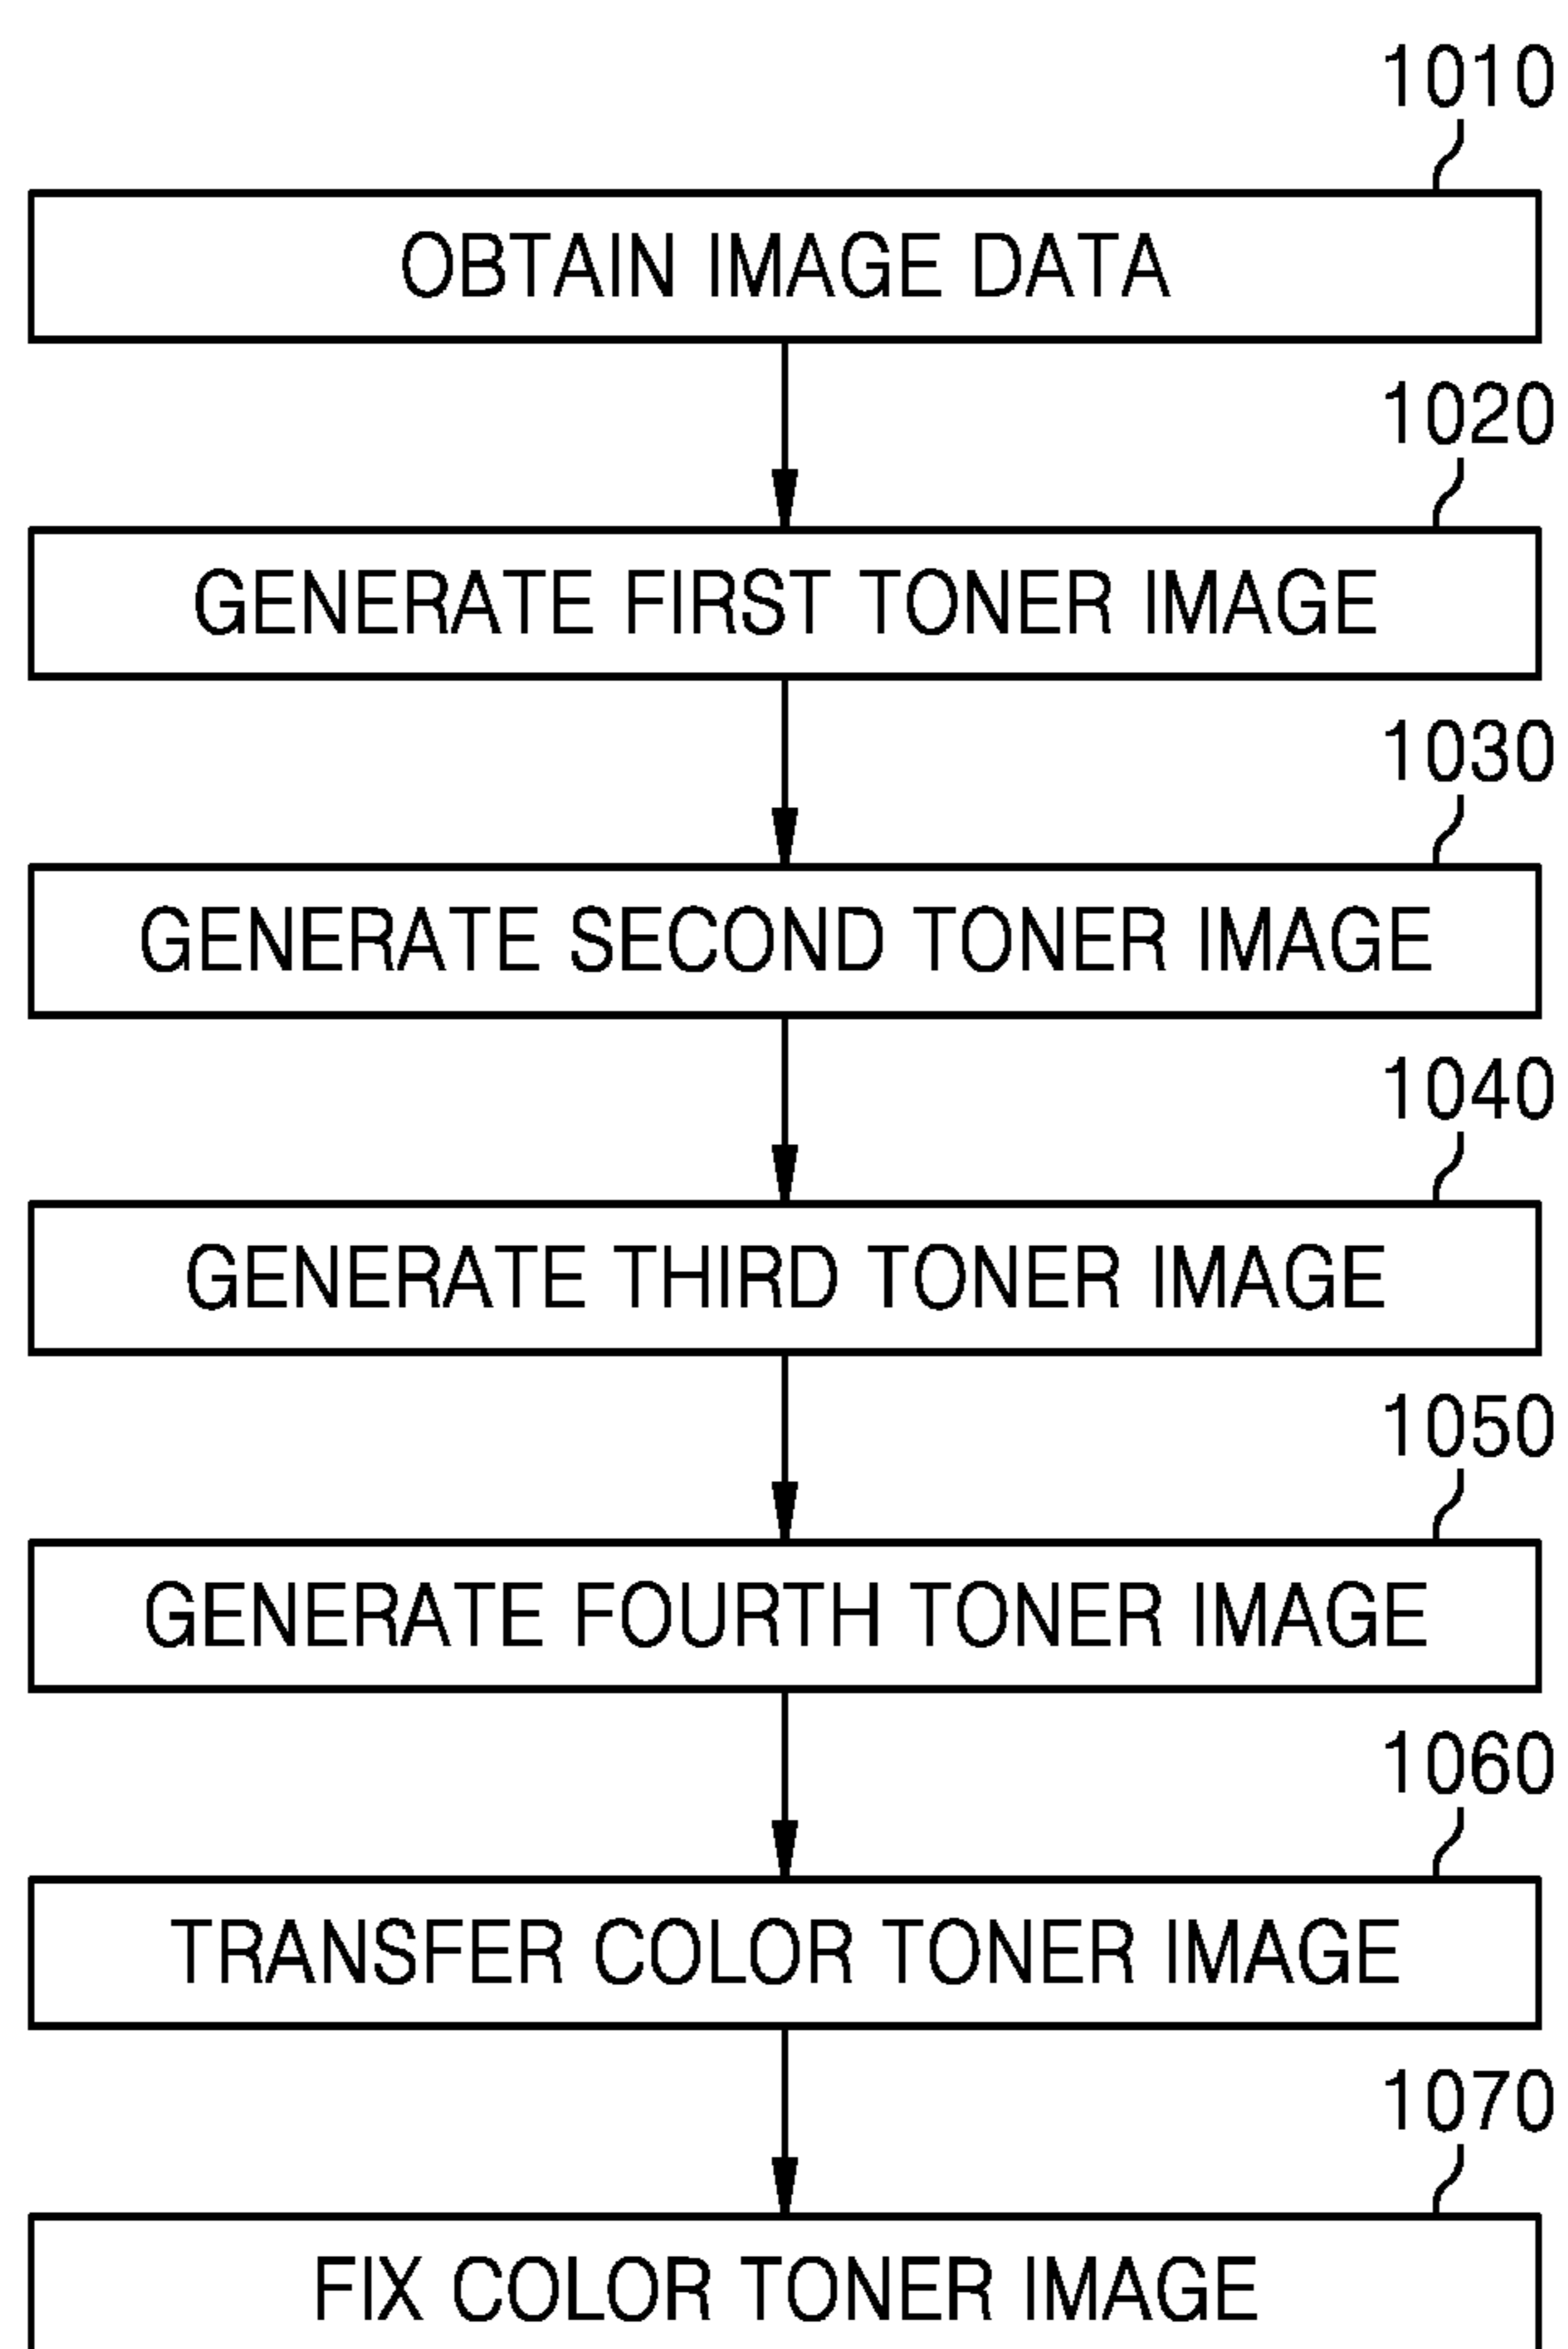 1010
OBTAIN IMAGE DATA
1020
GENERATE FIRST TONER IMAGE
1030
GENERATE SECOND TONER IMAGE
1040
GENERATE THIRD TONER IMAGE
1050
GENERATE FOURTH TONER IMAGE
1060
TRANSFER COLOR TONER IMAGE
1070
FIX COLOR TONER IMAGE